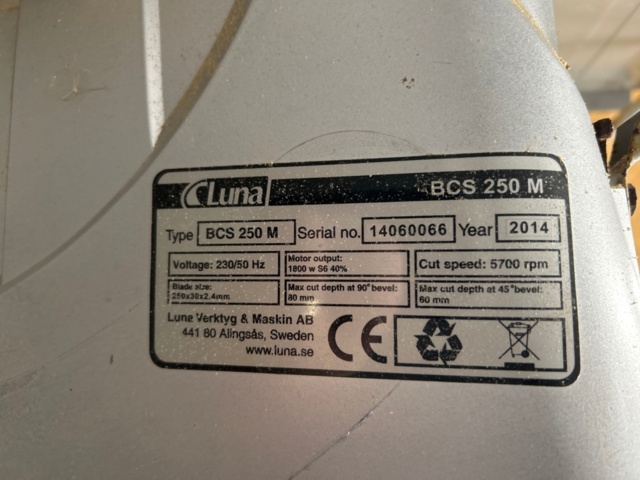 Luna BCS 250 M
Type BCS 250 M Serial no. 14060066 Year 2014
Voltage: 230/50 Hz
Motor output:
1800 w S6 40%
Cut speed: 5700 rpm
Blade size:
250x30x2.4mm
Max cut depth at 90° bevel:
80 mm
Max cut depth at 45° bevel:
60 mm
Luna Verktyg & Maskin AB
441 80 Alingsås, Sweden
www.luna.se
CE